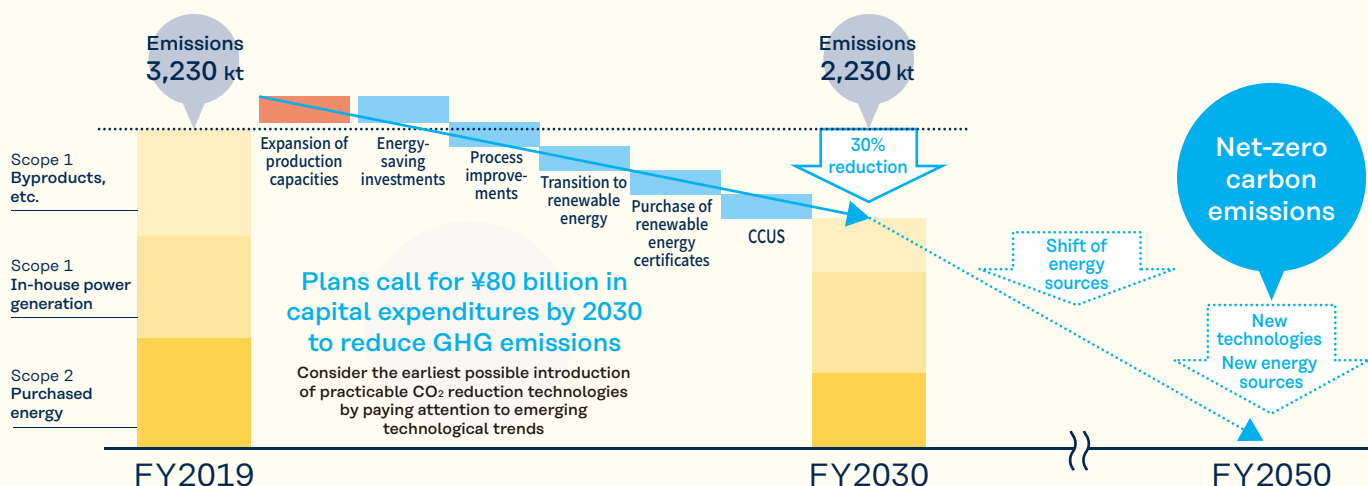 Emissions
3,230 kt
Emissions
2,230 kt
Scope 1
Byproducts,
etc.
Scope 1
In-house power
generation
Scope 2
Purchased
energy
Expansion of
production
capacities
Energy-
saving
investments
Process
improve-
ments
Transition to
renewable
energy
Purchase of
renewable
energy
certificates
CCUS
30%
reduction
Plans call for ¥80 billion in
capital expenditures by 2030
to reduce GHG emissions
Consider the earliest possible introduction
of practicable CO₂ reduction technologies
by paying attention to emerging
technological trends
Shift of
energy
sources
Net-zero
carbon
emissions
New
technologies
New energy
sources
FY2019
FY2030
FY2050